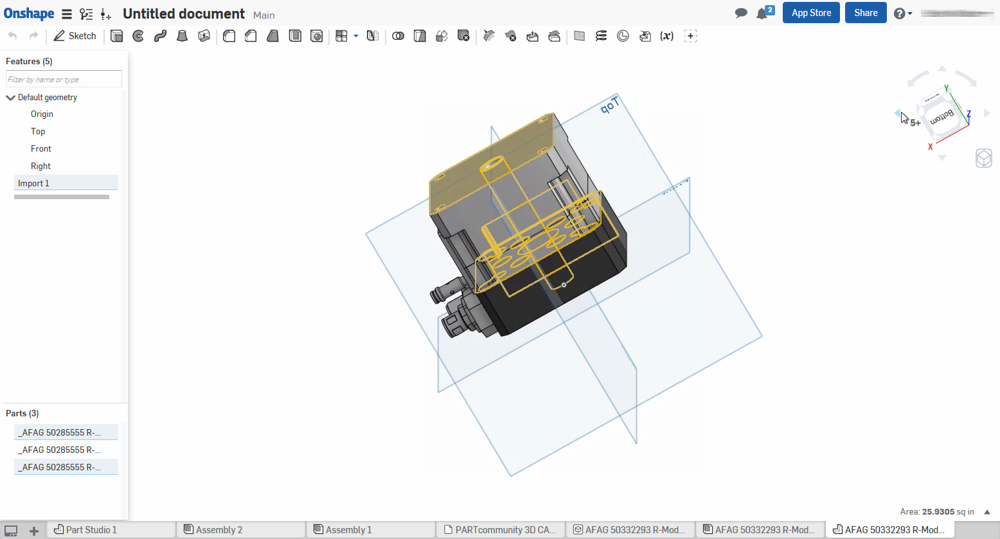 Onshape Untitled document Main 2 App Store Share ?
Sketch (x)
Features (5)
Filter by name or type
Default geometry
Origin
Top
Front
Right
Import 1
Top
Y
Z
X
Bottom
5+
Parts (3)
_AFAG 50285555 R-...
_AFAG 50285555 R-...
_AFAG 50285555 R-...
Area: 25.9305 sq in
Part Studio 1 Assembly 2 Assembly 1 PARTcommunity 3D CA... AFAG 50332293 R-Mod... AFAG 50332293 R-Mod... AFAG 50332293 R-Mod...